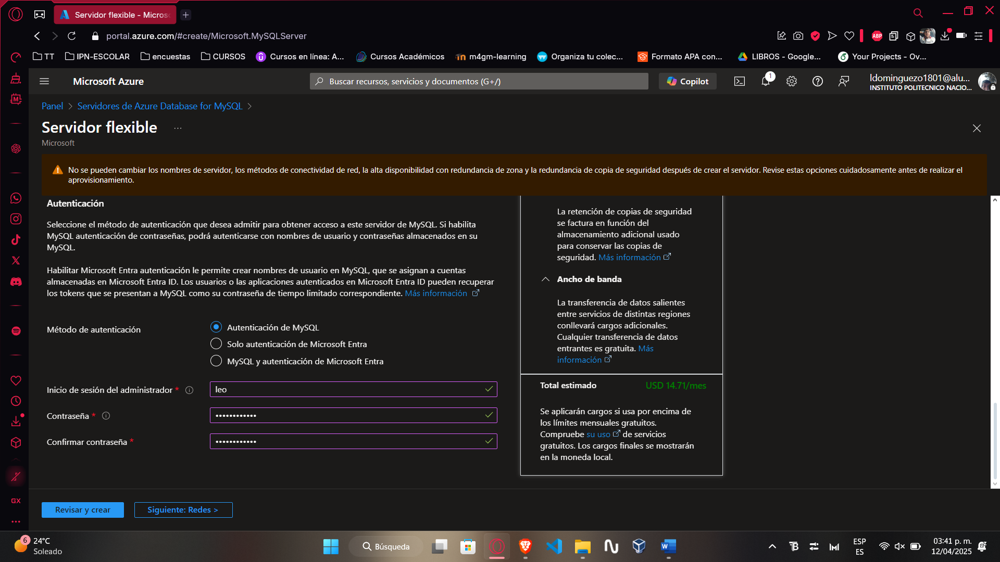 Servidor flexible - Micros
portal.azure.com/#create/Microsoft.MySQLServer
ABP
TT
IPN-ESCOLAR
encuestas
CURSOS
Cursos en línea: A...
Cursos Académicos
m4gm-learning
Organiza tu colec...
Formato APA con...
LIBROS - Google...
Your Projects - Ov...
Microsoft Azure
Buscar recursos, servicios y documentos (G+/)
Copilot
1
ldominguezo1801@alu...
INSTITUTO POLITECNICO NACIO...
Panel > Servidores de Azure Database for MySQL >
Servidor flexible ...
Microsoft
No se pueden cambiar los nombres de servidor, los métodos de conectividad de red, la alta disponibilidad con redundancia de zona y la redundancia de copia de seguridad después de crear el servidor. Revise estas opciones cuidadosamente antes de realizar el
aprovisionamiento.
Autenticación
Seleccione el método de autenticación que desea admitir para obtener acceso a este servidor de MySQL. Si habilita
MySQL autenticación de contraseñas, podrá autenticarse con nombres de usuario y contraseñas almacenados en su
MySQL.
Habilitar Microsoft Entra autenticación le permite crear nombres de usuario en MySQL, que se asignan a cuentas
almacenadas en Microsoft Entra ID. Los usuarios o las aplicaciones autenticados en Microsoft Entra ID pueden recuperar
los tokens que se presentan a MySQL como su contraseña de tiempo limitado correspondiente. Más información
Método de autenticación
Autenticación de MySQL
Solo autenticación de Microsoft Entra
MySQL y autenticación de Microsoft Entra
Inicio de sesión del administrador *
leo
Contraseña *
••••••••••••
Confirmar contraseña *
••••••••••••
La retención de copias de seguridad
se factura en función del
almacenamiento adicional usado
para conservar las copias de
seguridad. Más información
Ancho de banda
La transferencia de datos salientes
entre servicios de distintas regiones
conllevará cargos adicionales.
Cualquier transferencia de datos
entrantes es gratuita. Más
información
Total estimado USD 14.71/mes
Se aplicarán cargos si usa por encima de
los límites mensuales gratuitos.
Compruebe su uso de servicios
gratuitos. Los cargos finales se mostrarán
en la moneda local.
Revisar y crear
Siguiente: Redes >
GX
6
24°C
Soleado
Búsqueda
ESP
ES
03:41 p. m.
12/04/2025